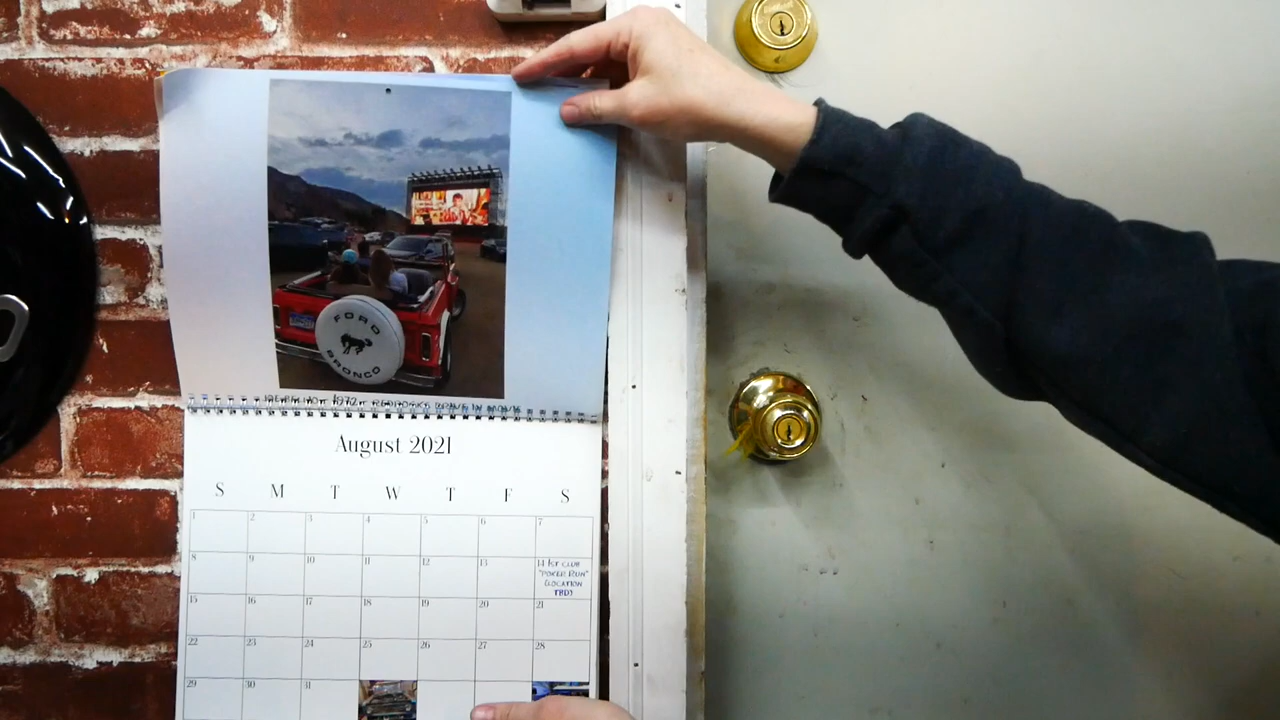 FORD
BRONCO
August 2021
S M T W T F S
1 2 3 4 5 6 7
8 9 10 11 12 13 14 1st CLUB
"POKER RUN"
(LOCATION
TBD)
15 16 17 18 19 20 21
22 23 24 25 26 27 28
29 30 31